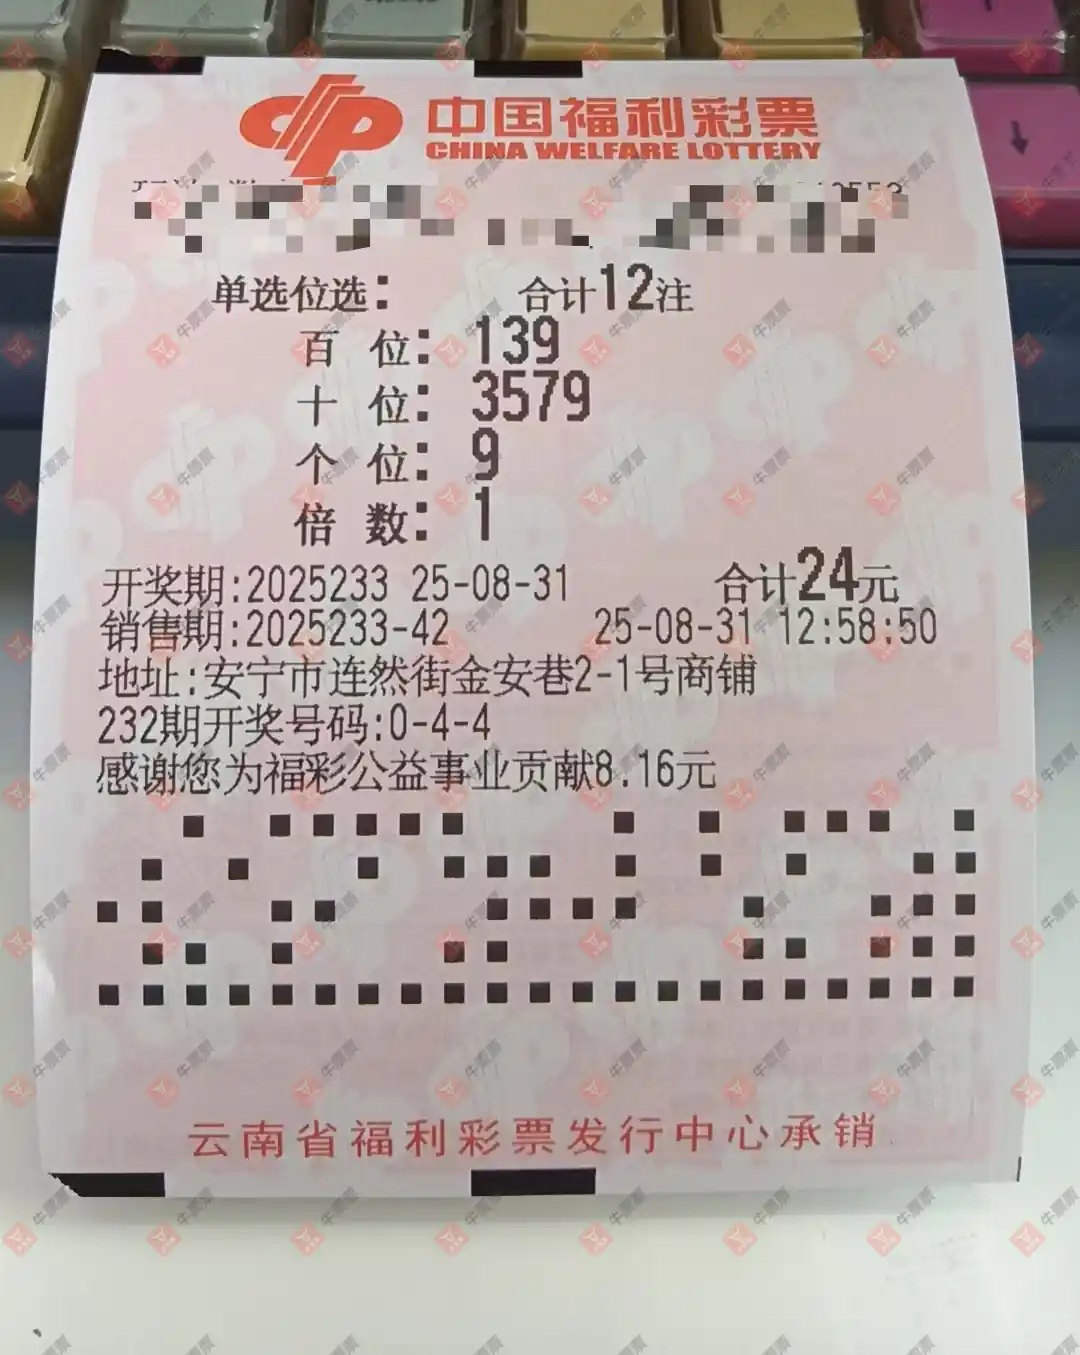 中国福利彩票
CHINA WELFARE LOTTERY
单选位选: 合计12注
百 位: 139
十 位: 3579
个 位: 9
倍 数: 1
开奖期:2025233 25-08-31 合计24元
销售期:2025233-42 25-08-31 12:58:50
地址:安宁市连然街金安巷2-1号商铺
232期开奖号码:0-4-4
感谢您为福彩公益事业贡献8.16元
云南省福利彩票发行中心承销
牛票票